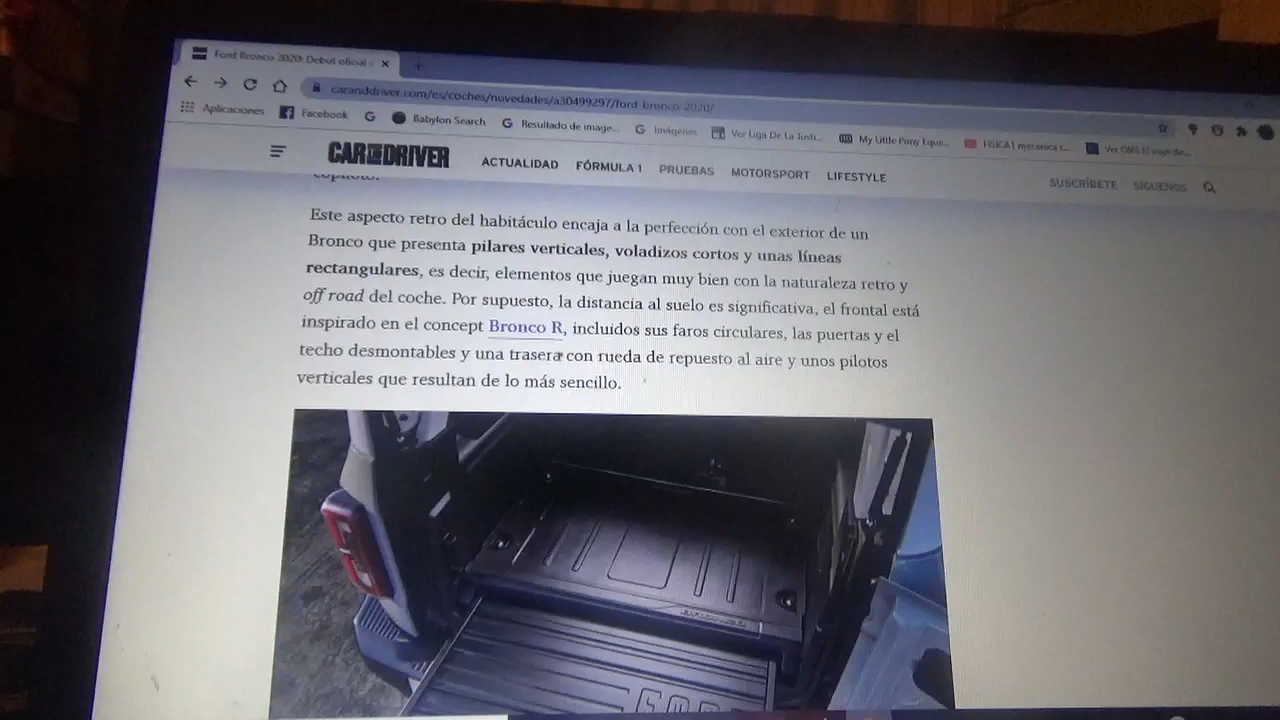 Ford Bronco 2020: Debut oficial
caranddriver.com/es/coches/novedades/a30499297/ford-bronco-2020/
Aplicaciones Facebook Babylon Search Resultado de image... Imágenes Ver Liga De La Justi... My Little Pony Eque... FISICA I mecanica r...
CAR AND DRIVER ACTUALIDAD FÓRMULA 1 PRUEBAS MOTORSPORT LIFESTYLE SUSCRÍBETE SÍGUENOS
copiloto.
Este aspecto retro del habitáculo encaja a la perfección con el exterior de un
Bronco que presenta pilares verticales, voladizos cortos y unas líneas
rectangulares, es decir, elementos que juegan muy bien con la naturaleza retro y
off road del coche. Por supuesto, la distancia al suelo es significativa, el frontal está
inspirado en el concept Bronco R, incluidos sus faros circulares, las puertas y el
techo desmontables y una trasera con rueda de repuesto al aire y unos pilotos
verticales que resultan de lo más sencillo.